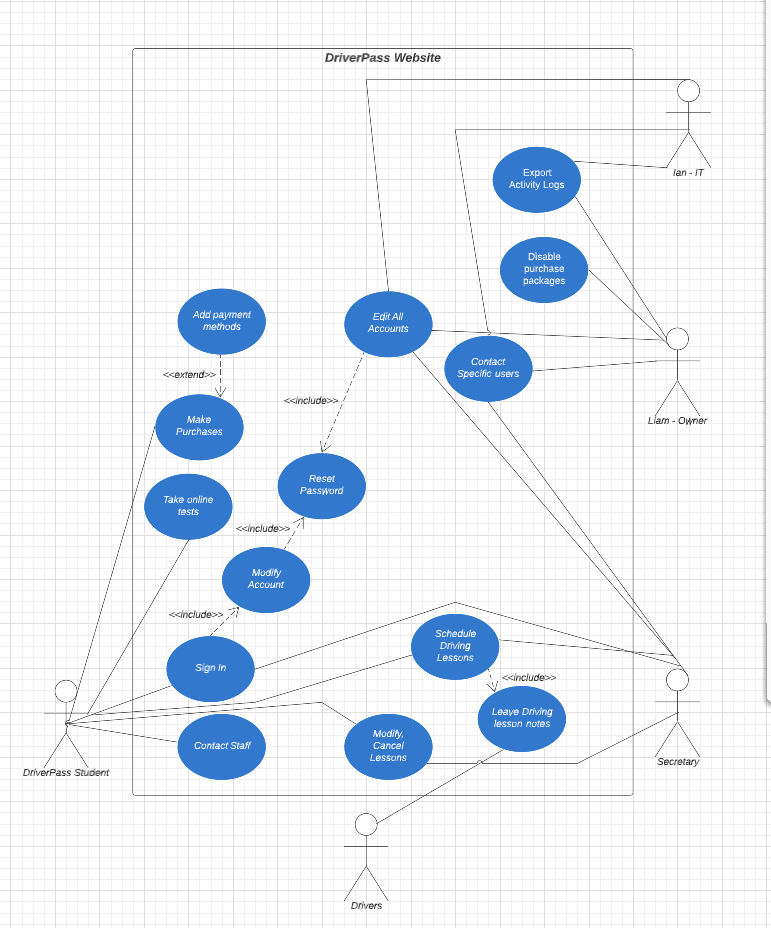 DriverPass Website
Ian - IT
Export
Activity Logs
Disable
purchase
packages
Add payment
methods
Edit All
Accounts
Contact
Specific users
Liam - Owner
<<extend>>
<<include>>
Make
Purchases
Reset
Password
Take online
tests
<<include>>
Modify
Account
<<include>>
Schedule
Driving
Lessons
Sign In
<<include>>
Leave Driving
lesson notes
Contact Staff
Modify,
Cancel
Lessons
DriverPass Student
Secretary
Drivers